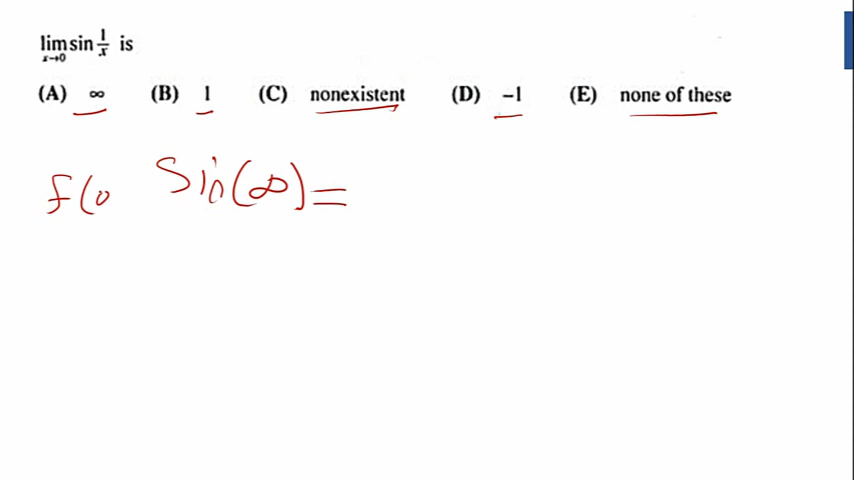 lim x→0 sin 1/x is
(A) ∞ (B) 1 (C) nonexistent (D) −1 (E) none of these
f(0 Sin(∞)=